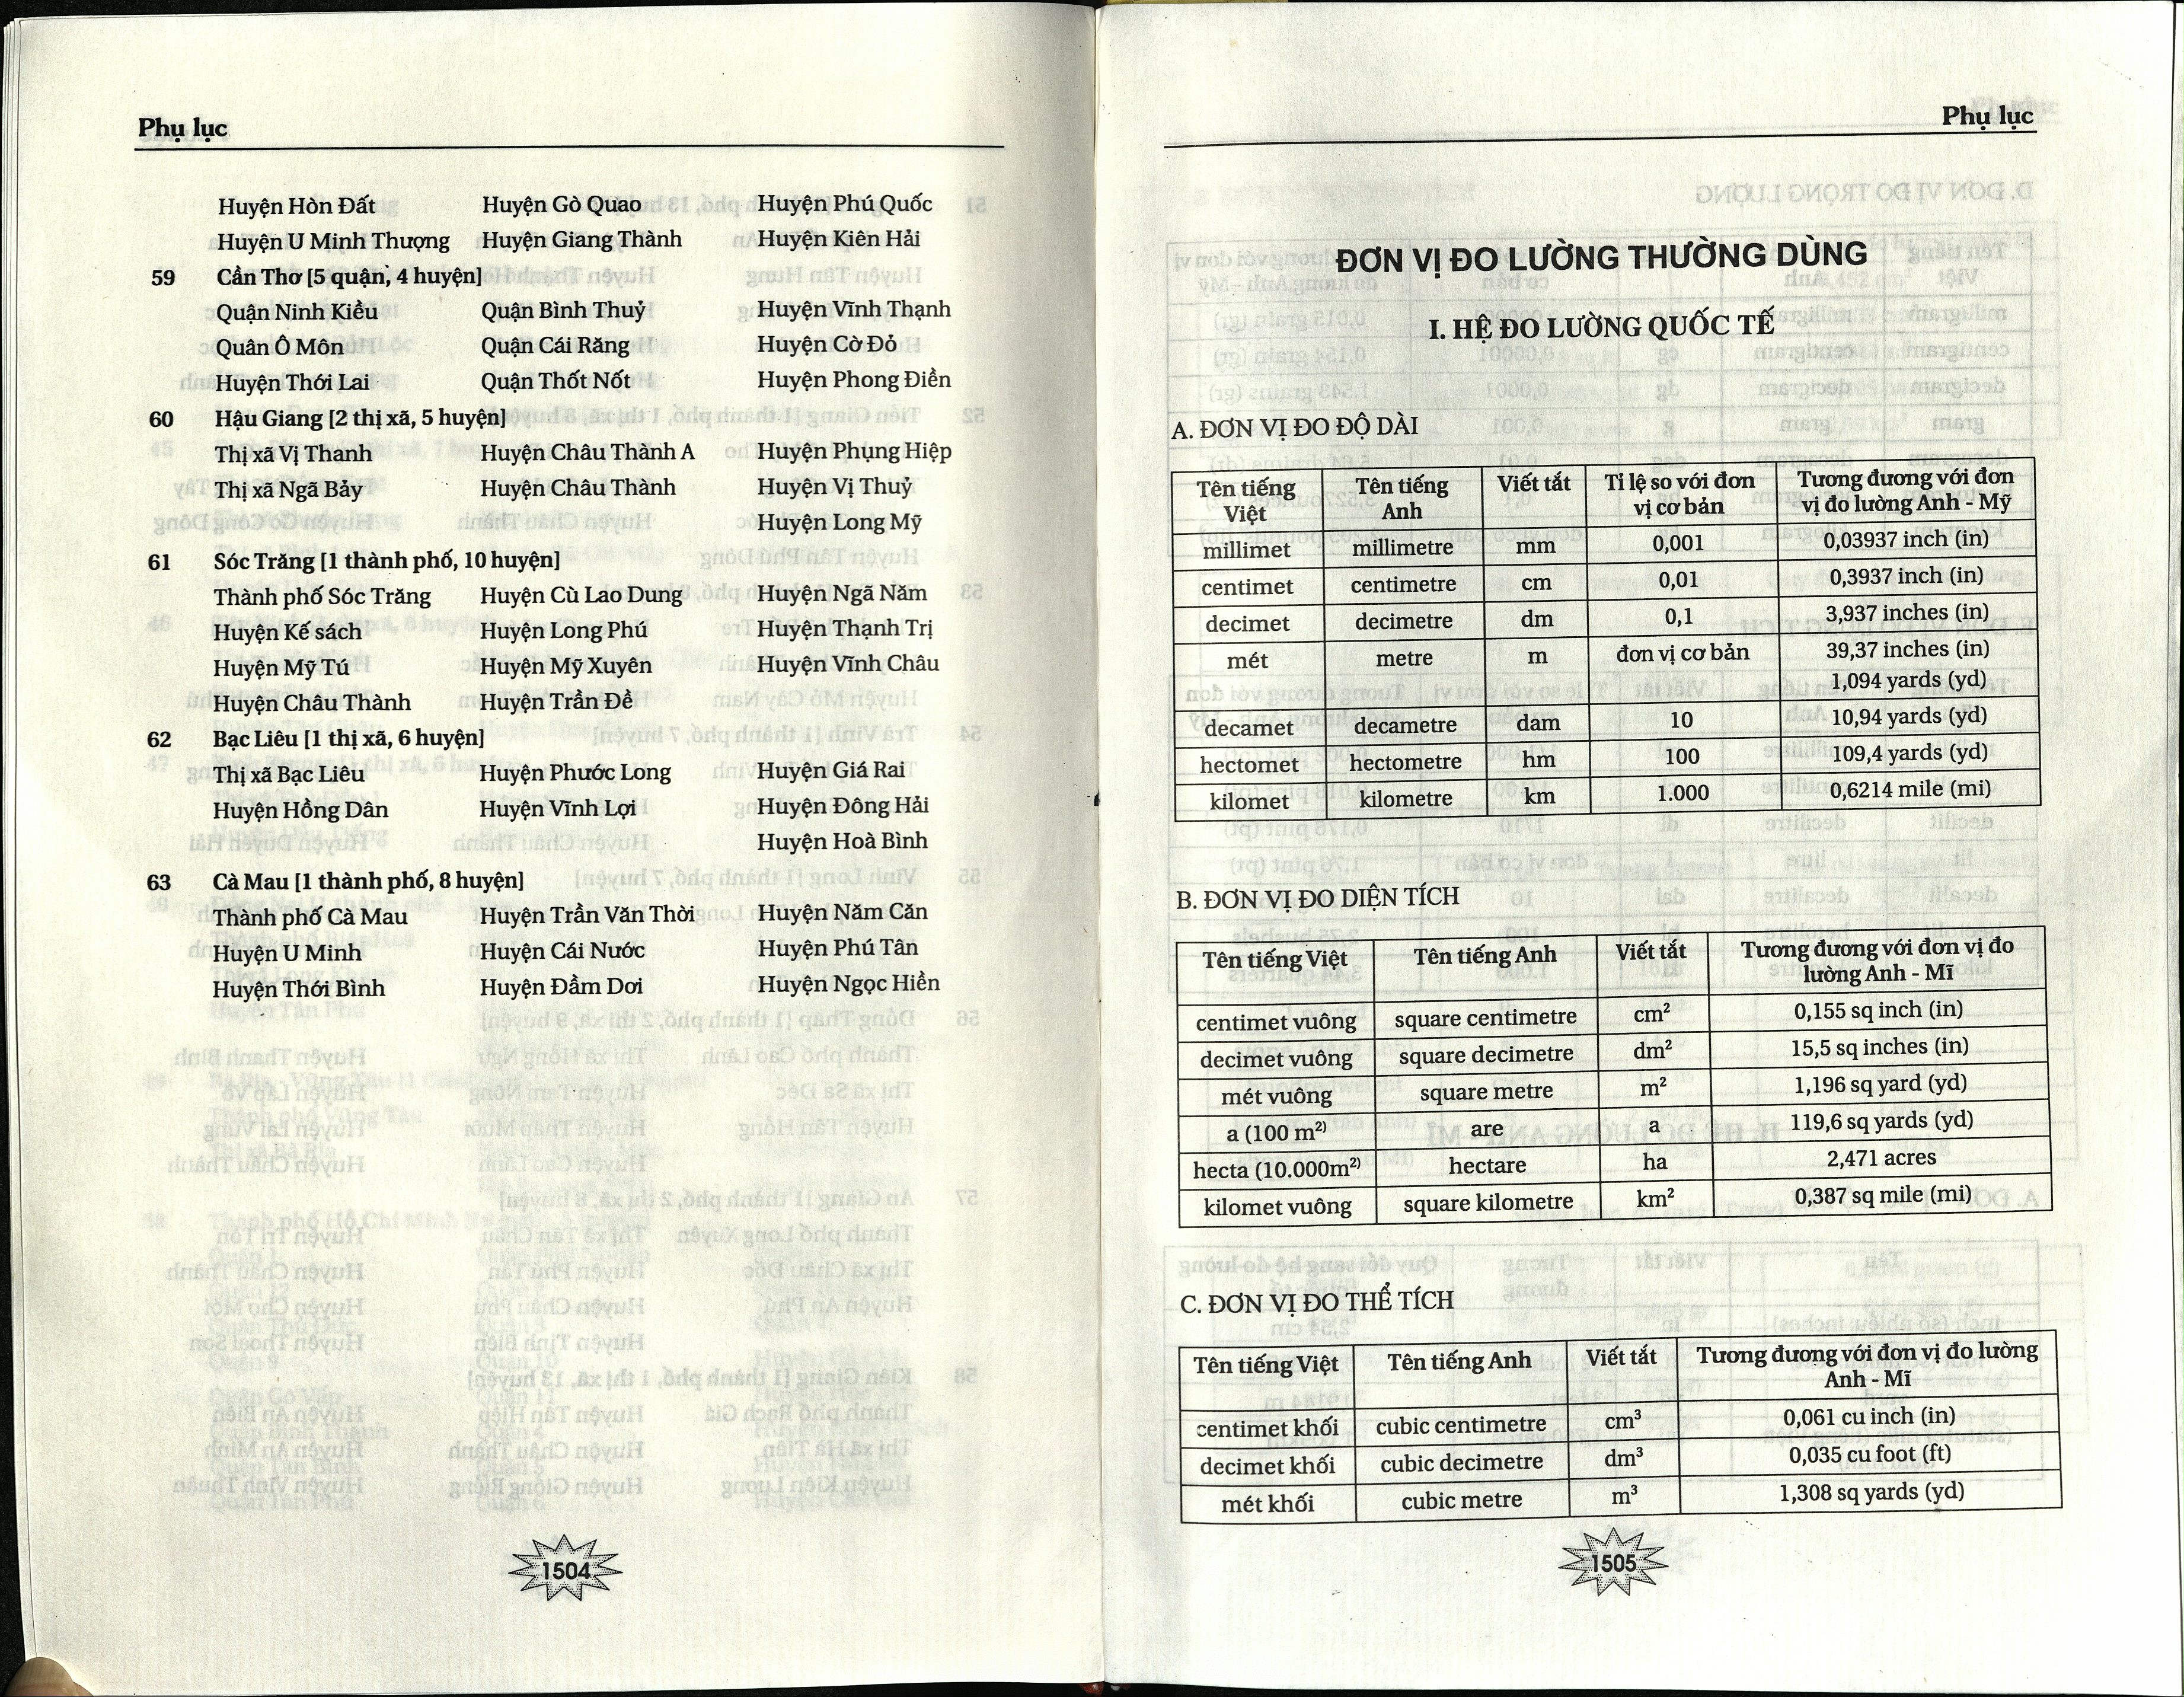 Phụ lục
Huyện Hòn Đất Huyện Gò Quao Huyện Phú Quốc
Huyện U Minh Thượng Huyện Giang Thành Huyện Kiên Hải
59 Cần Thơ [5 quận, 4 huyện]
Quận Ninh Kiều Quận Bình Thuỷ Huyện Vĩnh Thạnh
Quân Ô Môn Quận Cái Răng Huyện Cờ Đỏ
Huyện Thới Lai Quận Thốt Nốt Huyện Phong Điền
60 Hậu Giang [2 thị xã, 5 huyện]
Thị xã Vị Thanh Huyện Châu Thành A Huyện Phụng Hiệp
Thị xã Ngã Bảy Huyện Châu Thành Huyện Vị Thuỷ
Huyện Long Mỹ
61 Sóc Trăng [1 thành phố, 10 huyện]
Thành phố Sóc Trăng Huyện Cù Lao Dung Huyện Ngã Năm
Huyện Kế sách Huyện Long Phú Huyện Thạnh Trị
Huyện Mỹ Tú Huyện Mỹ Xuyên Huyện Vĩnh Châu
Huyện Châu Thành Huyện Trần Đề
62 Bạc Liêu [1 thị xã, 6 huyện]
Thị xã Bạc Liêu Huyện Phước Long Huyện Giá Rai
Huyện Hồng Dân Huyện Vĩnh Lợi Huyện Đông Hải
Huyện Hoà Bình
63 Cà Mau [1 thành phố, 8 huyện]
Thành phố Cà Mau Huyện Trần Văn Thời Huyện Năm Căn
Huyện U Minh Huyện Cái Nước Huyện Phú Tân
Huyện Thới Bình Huyện Đầm Dơi Huyện Ngọc Hiền
1504
Phụ lục
ĐƠN VỊ ĐO LƯỜNG THƯỜNG DÙNG
I. HỆ ĐO LƯỜNG QUỐC TẾ
A. ĐƠN VỊ ĐO ĐỘ DÀI
Tên tiếng Tên tiếng Viết tắt Tỉ lệ so với đơn Tương đương với đơn
Việt Anh vị cơ bản vị đo lường Anh - Mỹ
millimet millimetre mm 0,001 0,03937 inch (in)
centimet centimetre cm 0,01 0,3937 inch (in)
decimet decimetre dm 0,1 3,937 inches (in)
mét metre m đơn vị cơ bản 39,37 inches (in)
1,094 yards (yd)
decamet decametre dam 10 10,94 yards (yd)
hectomet hectometre hm 100 109,4 yards (yd)
kilomet kilometre km 1.000 0,6214 mile (mi)
B. ĐƠN VỊ ĐO DIỆN TÍCH
Tên tiếng Việt Tên tiếng Anh Viết tắt Tương đương với đơn vị đo
lường Anh - Mĩ
centimet vuông square centimetre cm² 0,155 sq inch (in)
decimet vuông square decimetre dm² 15,5 sq inches (in)
mét vuông square metre m² 1,196 sq yard (yd)
a (100 m²⁾ are a 119,6 sq yards (yd)
hecta (10.000m²⁾ hectare ha 2,471 acres
kilomet vuông square kilometre km² 0,387 sq mile (mi)
C. ĐƠN VỊ ĐO THỂ TÍCH
Tên tiếng Việt Tên tiếng Anh Viết tắt Tương đương với đơn vị đo lường
Anh - Mĩ
centimet khối cubic centimetre cm³ 0,061 cu inch (in)
decimet khối cubic decimetre dm³ 0,035 cu foot (ft)
mét khối cubic metre m³ 1,308 sq yards (yd)
1505